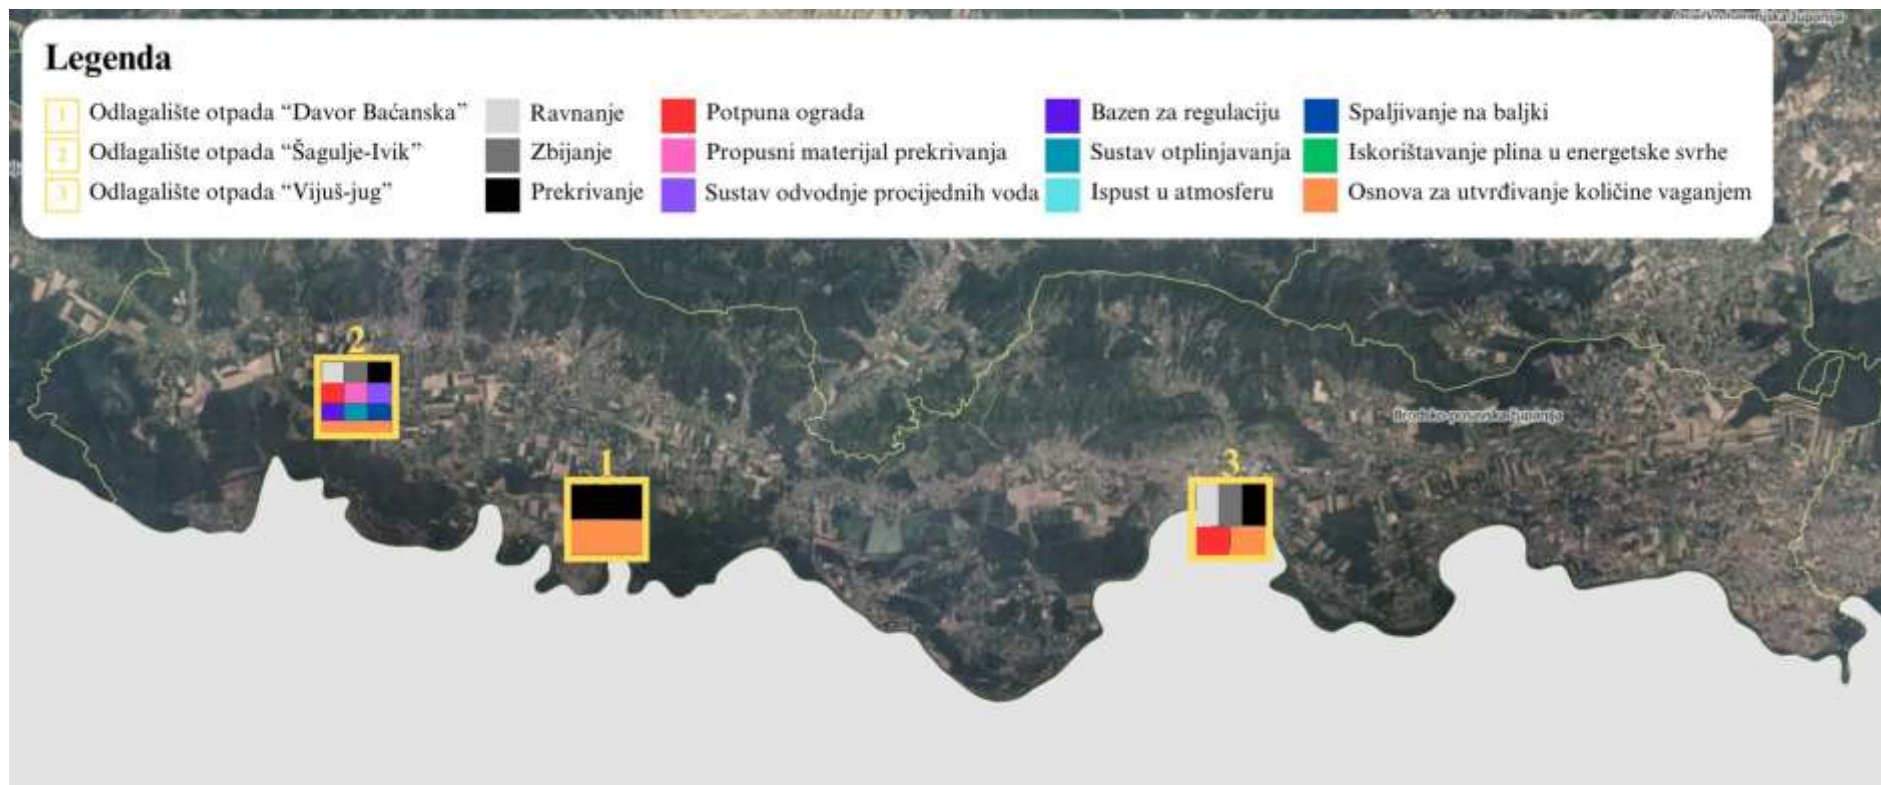 Legenda
1 Odlagalište otpada “Davor Baćanska”
2 Odlagalište otpada “Šagulje-Ivik”
3 Odlagalište otpada “Vijuš-jug”
Ravnanje
Zbijanje
Prekrivanje
Potpuna ograda
Propusni materijal prekrivanja
Sustav odvodnje procijednih voda
Bazen za regulaciju
Sustav otplinjavanja
Ispust u atmosferu
Spaljivanje na baljki
Iskorištavanje plina u energetske svrhe
Osnova za utvrđivanje količine vaganjem
2
Brodsko-posavska županija
1
3